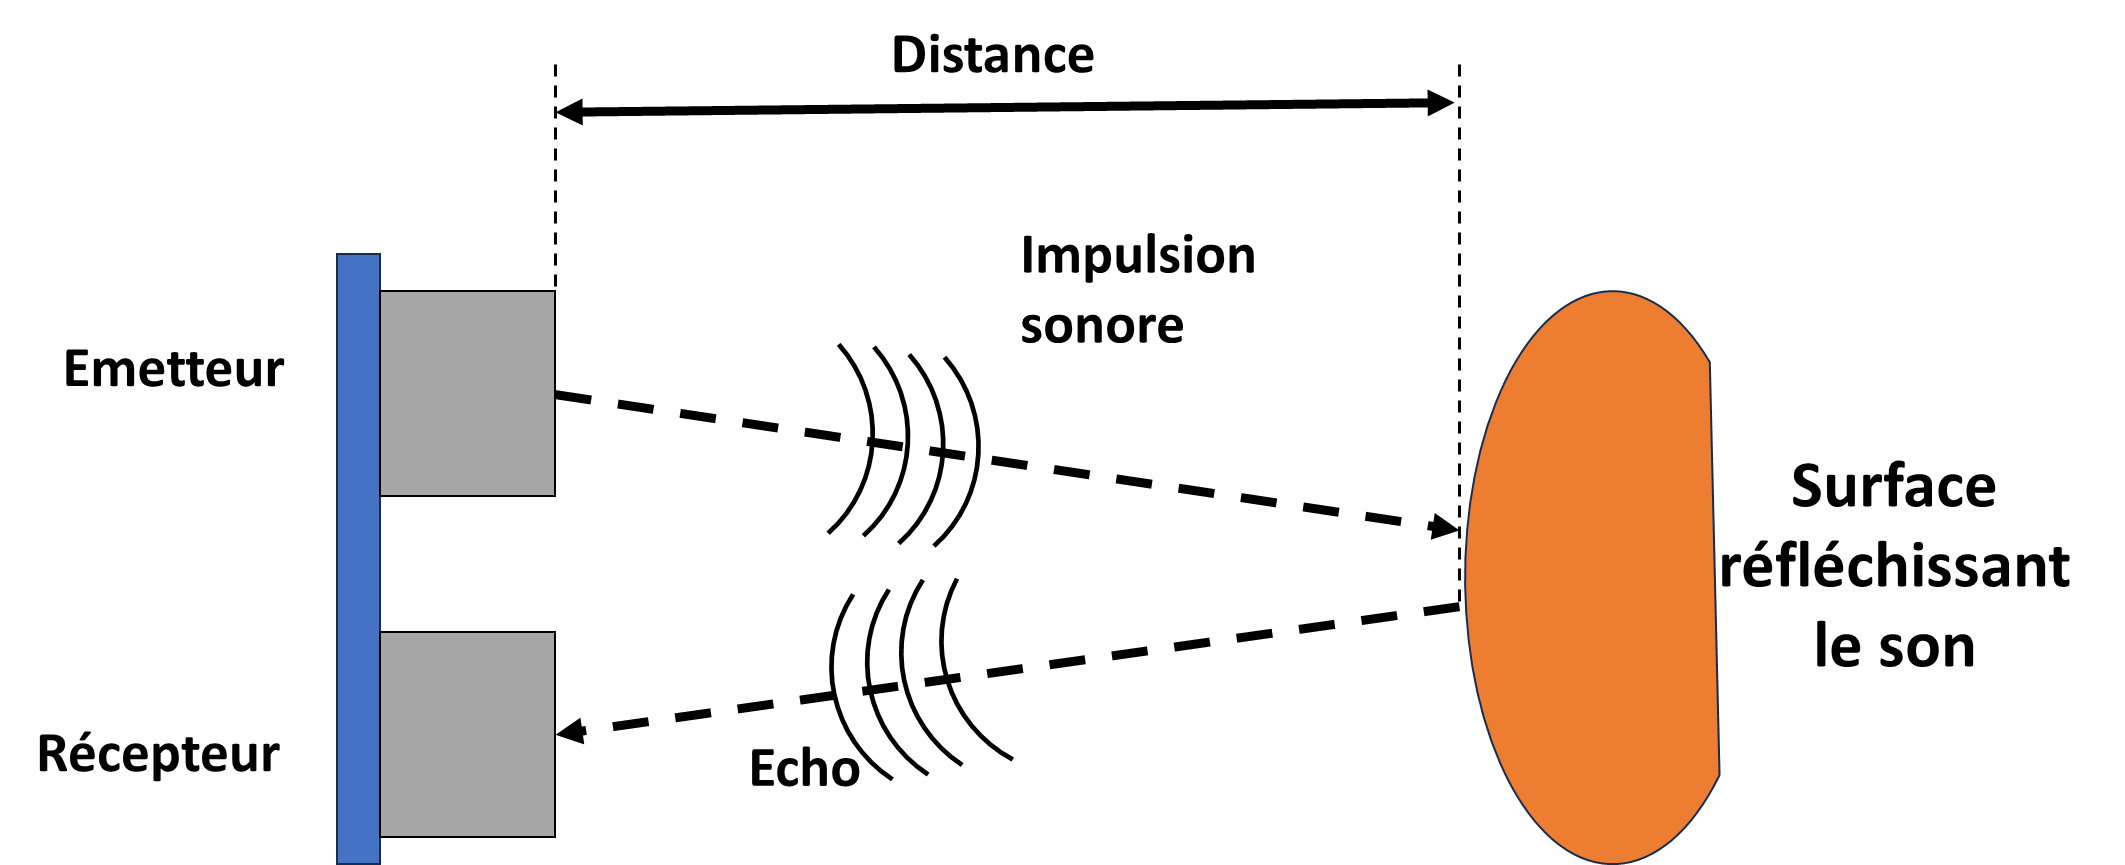 Distance
Impulsion
sonore
Emetteur
Surface
réfléchissant
le son
Récepteur
Echo